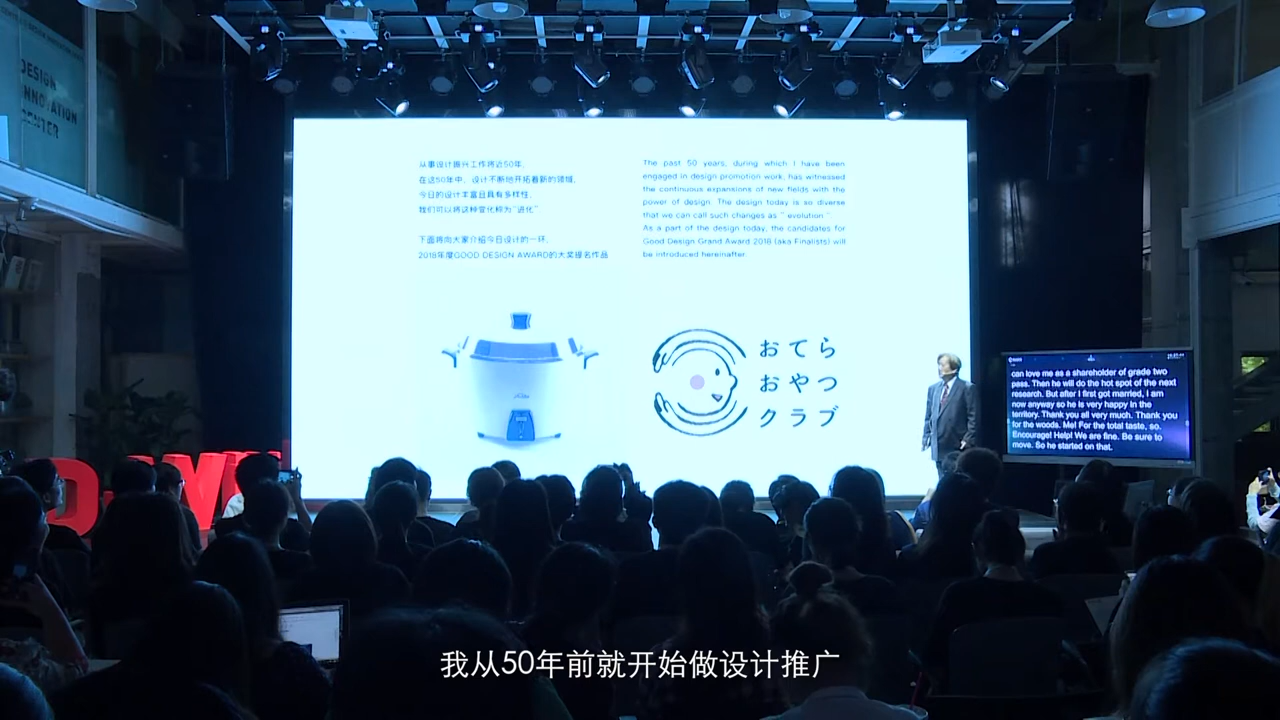 DESIGN
INNOVATION
CENTER
从事设计振兴工作将近50年，
在这50年中，设计不断地开拓着新的领域，
今日的设计丰富且具有多样性，
我们可以将这种变化称为“进化”
下面将向大家介绍今日设计的一环，
2018年度GOOD DESIGN AWARD的大奖提名作品
The past 50 years, during which I have been
engaged in design promotion work, has witnessed
the continuous expansions of new fields with the
power of design. The design today is so diverse
that we can call such changes as " evolution ".
As a part of the design today, the candidates for
Good Design Grand Award 2018 (aka Finalists) will
be introduced hereinafter.
おてら
おやつ
クラブ
can love me as a shareholder of grade two
pass. Then he will do the hot spot of the next
research. But after I first got married, I am
now anyway so he is very happy in the
territory. Thank you all very much. Thank you
for the woods. Me! For the total taste, so.
Encourage! Help! We are fine. Be sure to
move. So he started on that.
我从50年前就开始做设计推广